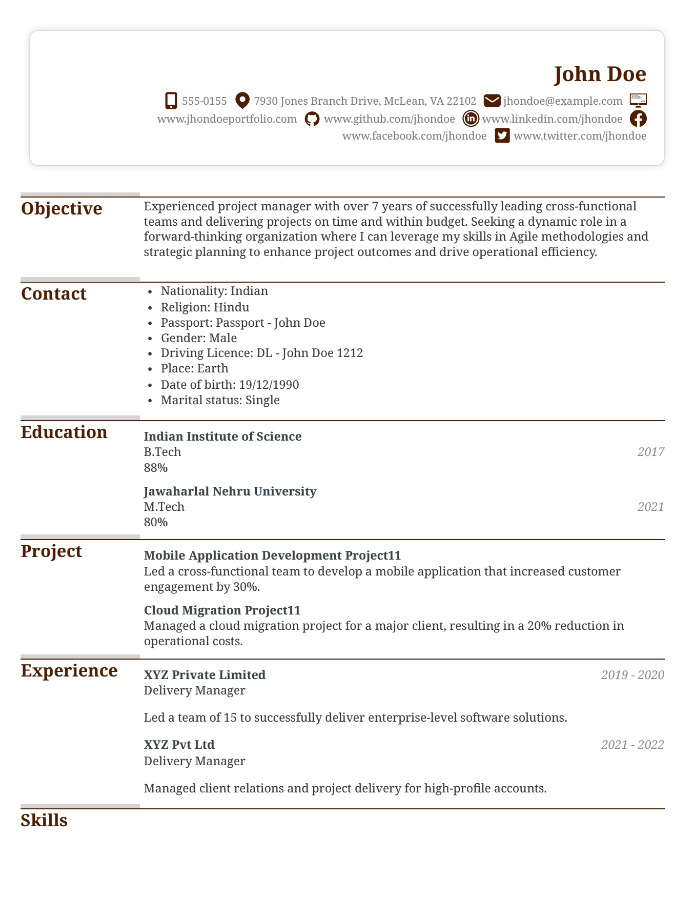 John Doe
555-0155 7930 Jones Branch Drive, McLean, VA 22102 jhondoe@example.com
www.jhondoeportfolio.com www.github.com/jhondoe www.linkedin.com/jhondoe
www.facebook.com/jhondoe www.twitter.com/jhondoe
Objective
Experienced project manager with over 7 years of successfully leading cross-functional
teams and delivering projects on time and within budget. Seeking a dynamic role in a
forward-thinking organization where I can leverage my skills in Agile methodologies and
strategic planning to enhance project outcomes and drive operational efficiency.
Contact
• Nationality: Indian
• Religion: Hindu
• Passport: Passport - John Doe
• Gender: Male
• Driving Licence: DL - John Doe 1212
• Place: Earth
• Date of birth: 19/12/1990
• Marital status: Single
Education
Indian Institute of Science
B.Tech 2017
88%
Jawaharlal Nehru University
M.Tech 2021
80%
Project
Mobile Application Development Project11
Led a cross-functional team to develop a mobile application that increased customer
engagement by 30%.
Cloud Migration Project11
Managed a cloud migration project for a major client, resulting in a 20% reduction in
operational costs.
Experience
XYZ Private Limited 2019 - 2020
Delivery Manager
Led a team of 15 to successfully deliver enterprise-level software solutions.
XYZ Pvt Ltd 2021 - 2022
Delivery Manager
Managed client relations and project delivery for high-profile accounts.
Skills